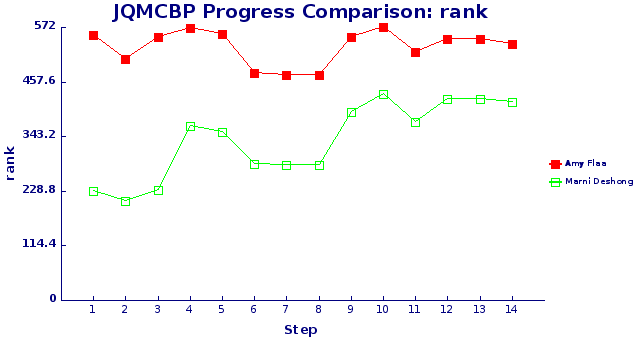 JQMCBP Progress Comparison: rank
572
457.6
343.2
228.8
114.4
0
rank
1 2 3 4 5 6 7 8 9 10 11 12 13 14
Step
Amy Flaa
Marni Deshong